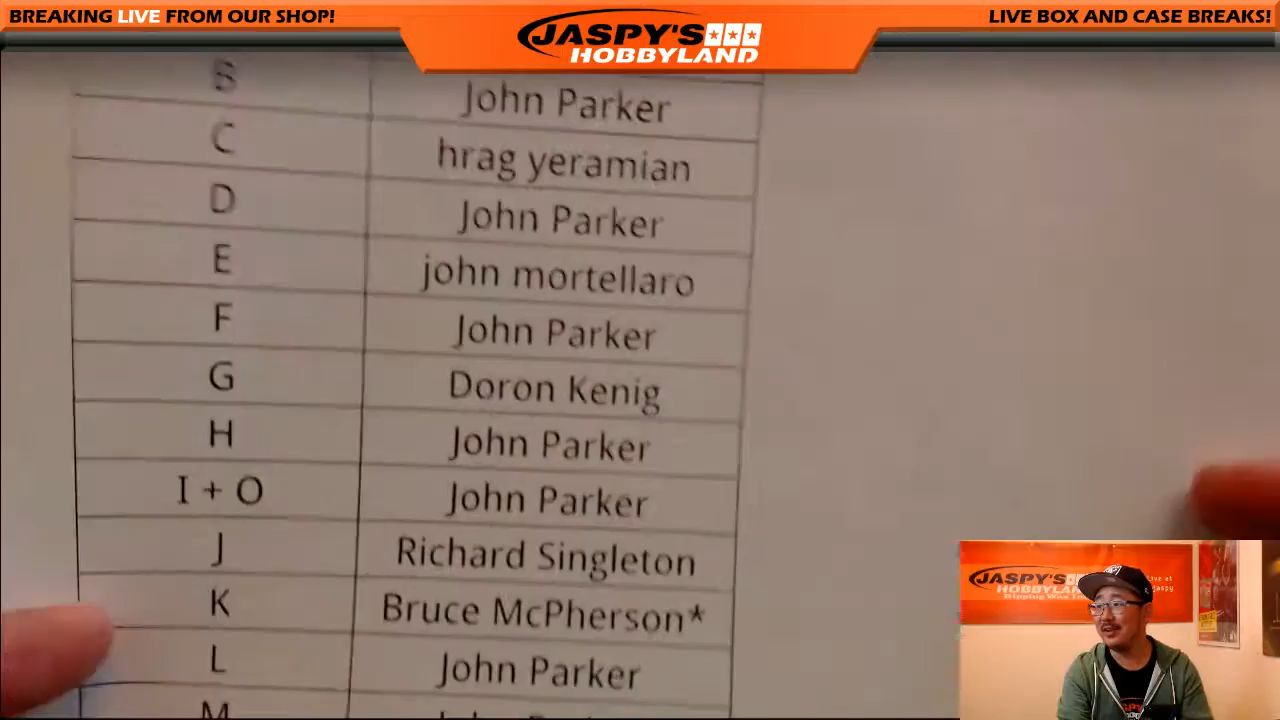 BREAKING LIVE FROM OUR SHOP!
JASPY'S
HOBBYLAND
LIVE BOX AND CASE BREAKS!
B John Parker
C hrag yeramian
D John Parker
E john mortellaro
F John Parker
G Doron Kenig
H John Parker
I + O John Parker
J Richard Singleton
K Bruce McPherson*
L John Parker
M John
JASPY'S
HOBBYLAND